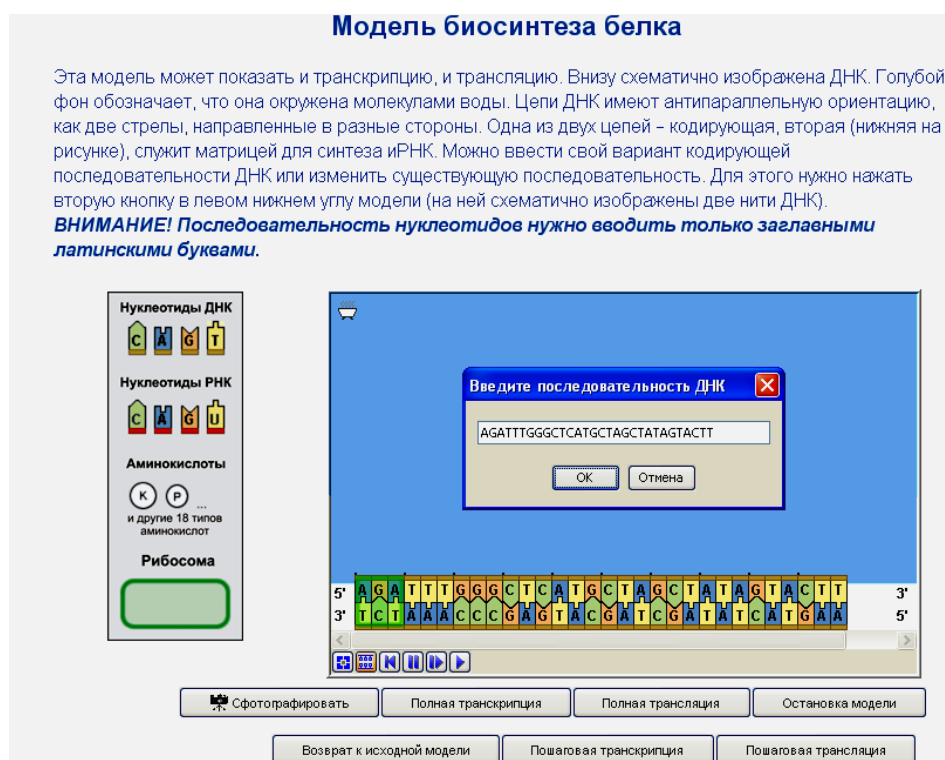 Модель биосинтеза белка
Эта модель может показать и транскрипцию, и трансляцию. Внизу схематично изображена ДНК. Голубой
фон обозначает, что она окружена молекулами воды. Цепи ДНК имеют антипараллельную ориентацию,
как две стрелы, направленные в разные стороны. Одна из двух цепей – кодирующая, вторая (нижняя на
рисунке), служит матрицей для синтеза иРНК. Можно ввести свой вариант кодирующей
последовательности ДНК или изменить существующую последовательность. Для этого нужно нажать
вторую кнопку в левом нижнем углу модели (на ней схематично изображены две нити ДНК).
ВНИМАНИЕ! Последовательность нуклеотидов нужно вводить только заглавными
латинскими буквами.
Нуклеотиды ДНК
C A G T
Нуклеотиды РНК
C A G U
Аминокислоты
K P ...
и другие 18 типов
аминокислот
Рибосома
Введите последовательность ДНК
AGATTTGGGCTCATGCTAGCTATAGTACTT
OK Отмена
5' A G A T T T G G G C T C A T G C T A G C T A T A G T A C T T 3'
3' T C T A A A C C C G A G T A C G A T C G A T A T C A T G A A 5'
Сфотографировать Полная транскрипция Полная трансляция Остановка модели
Возврат к исходной модели Пошаговая транскрипция Пошаговая трансляция